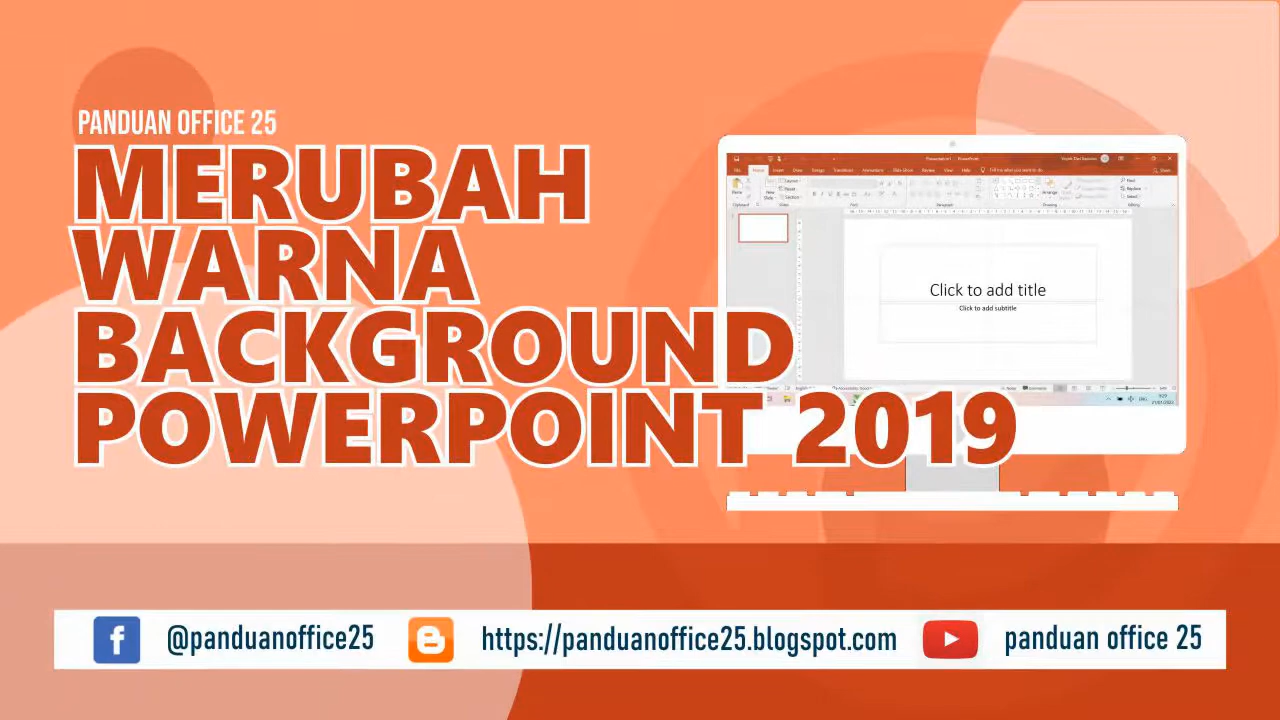 PANDUAN OFFICE 25
MERUBAH
WARNA
BACKGROUND
POWERPOINT 2019
Click to add title
Click to add subtitle
@panduanoffice25
https://panduanoffice25.blogspot.com
panduan office 25